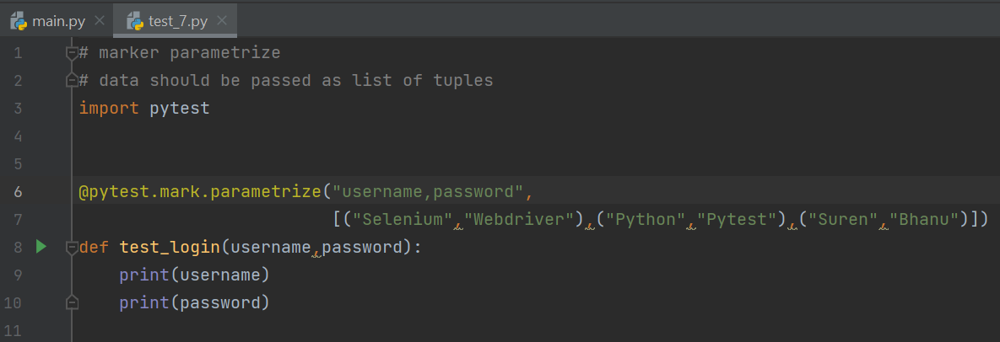 main.py test_7.py
1 # marker parametrize
2 # data should be passed as list of tuples
3 import pytest
4
5
6 @pytest.mark.parametrize("username,password",
7 [("Selenium","Webdriver"),("Python","Pytest"),("Suren","Bhanu")])
8 def test_login(username,password):
9 print(username)
10 print(password)
11